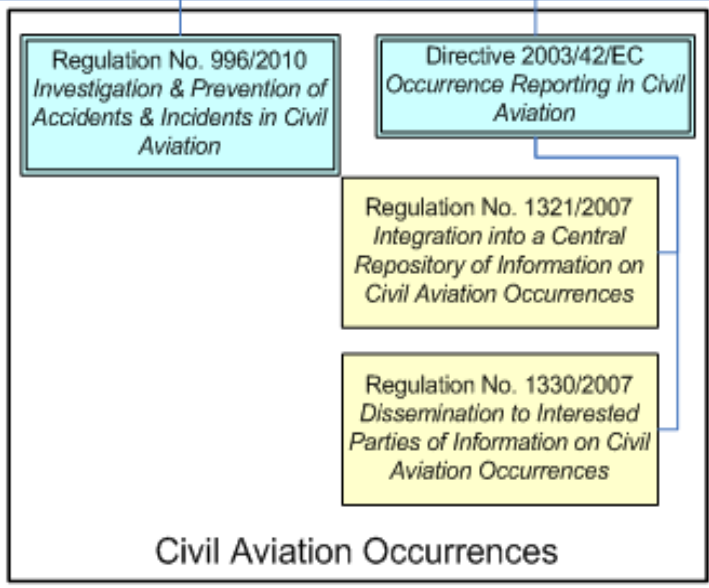 Regulation No. 996/2010
Investigation & Prevention of
Accidents & Incidents in Civil
Aviation
Directive 2003/42/EC
Occurrence Reporting in Civil
Aviation
Regulation No. 1321/2007
Integration into a Central
Repository of Information on
Civil Aviation Occurrences
Regulation No. 1330/2007
Dissemination to Interested
Parties of Information on Civil
Aviation Occurrences
Civil Aviation Occurrences